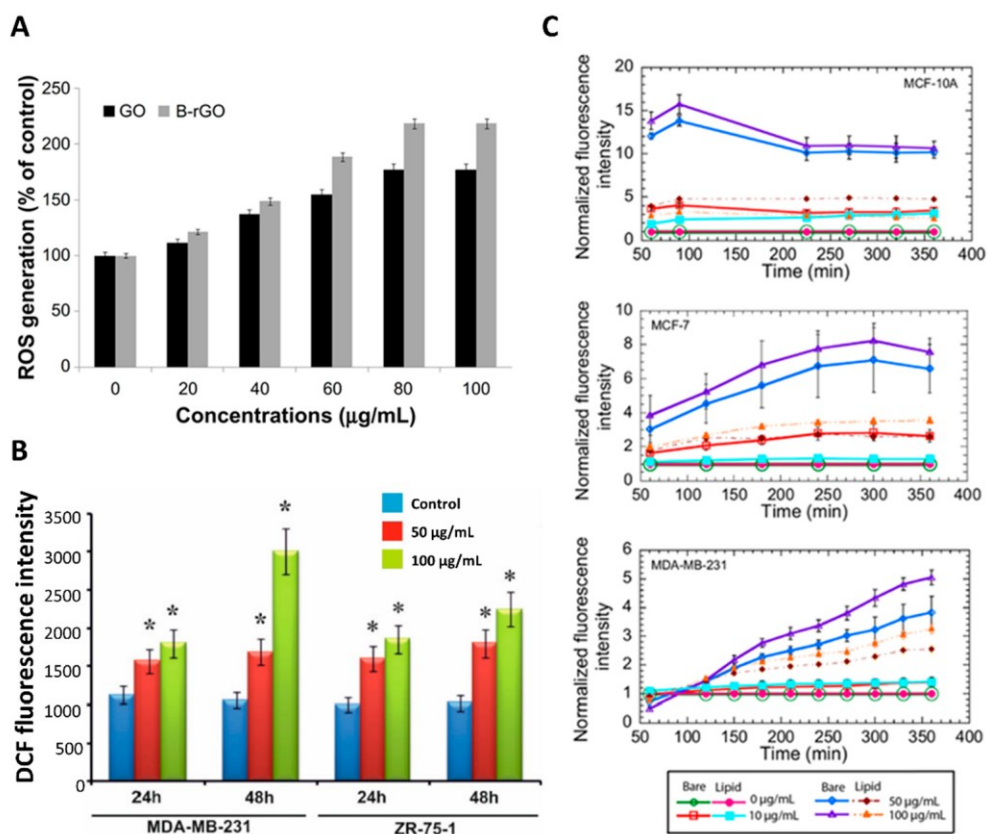 A
ROS generation (% of control)
250
200
150
100
50
0
GO B-rGO
0 20 40 60 80 100
Concentrations (µg/mL)
B
DCF fluorescence intensity
3500
3000
2500
2000
1500
1000
500
0
Control
50 µg/mL
100 µg/mL
* * * * * * * *
24h 48h 24h 48h
MDA-MB-231 ZR-75-1
C
Normalized fluorescence
intensity
20
15
10
5
0
MCF-10A
50 100 150 200 250 300 350 400
Time (min)
Normalized fluorescence
intensity
10
8
6
4
2
0
MCF-7
50 100 150 200 250 300 350 400
Time (min)
Normalized fluorescence
intensity
6
5
4
3
2
1
0
MDA-MB-231
50 100 150 200 250 300 350 400
Time (min)
Bare Lipid Bare Lipid
0 µg/mL 50 µg/mL
10 µg/mL 100 µg/mL